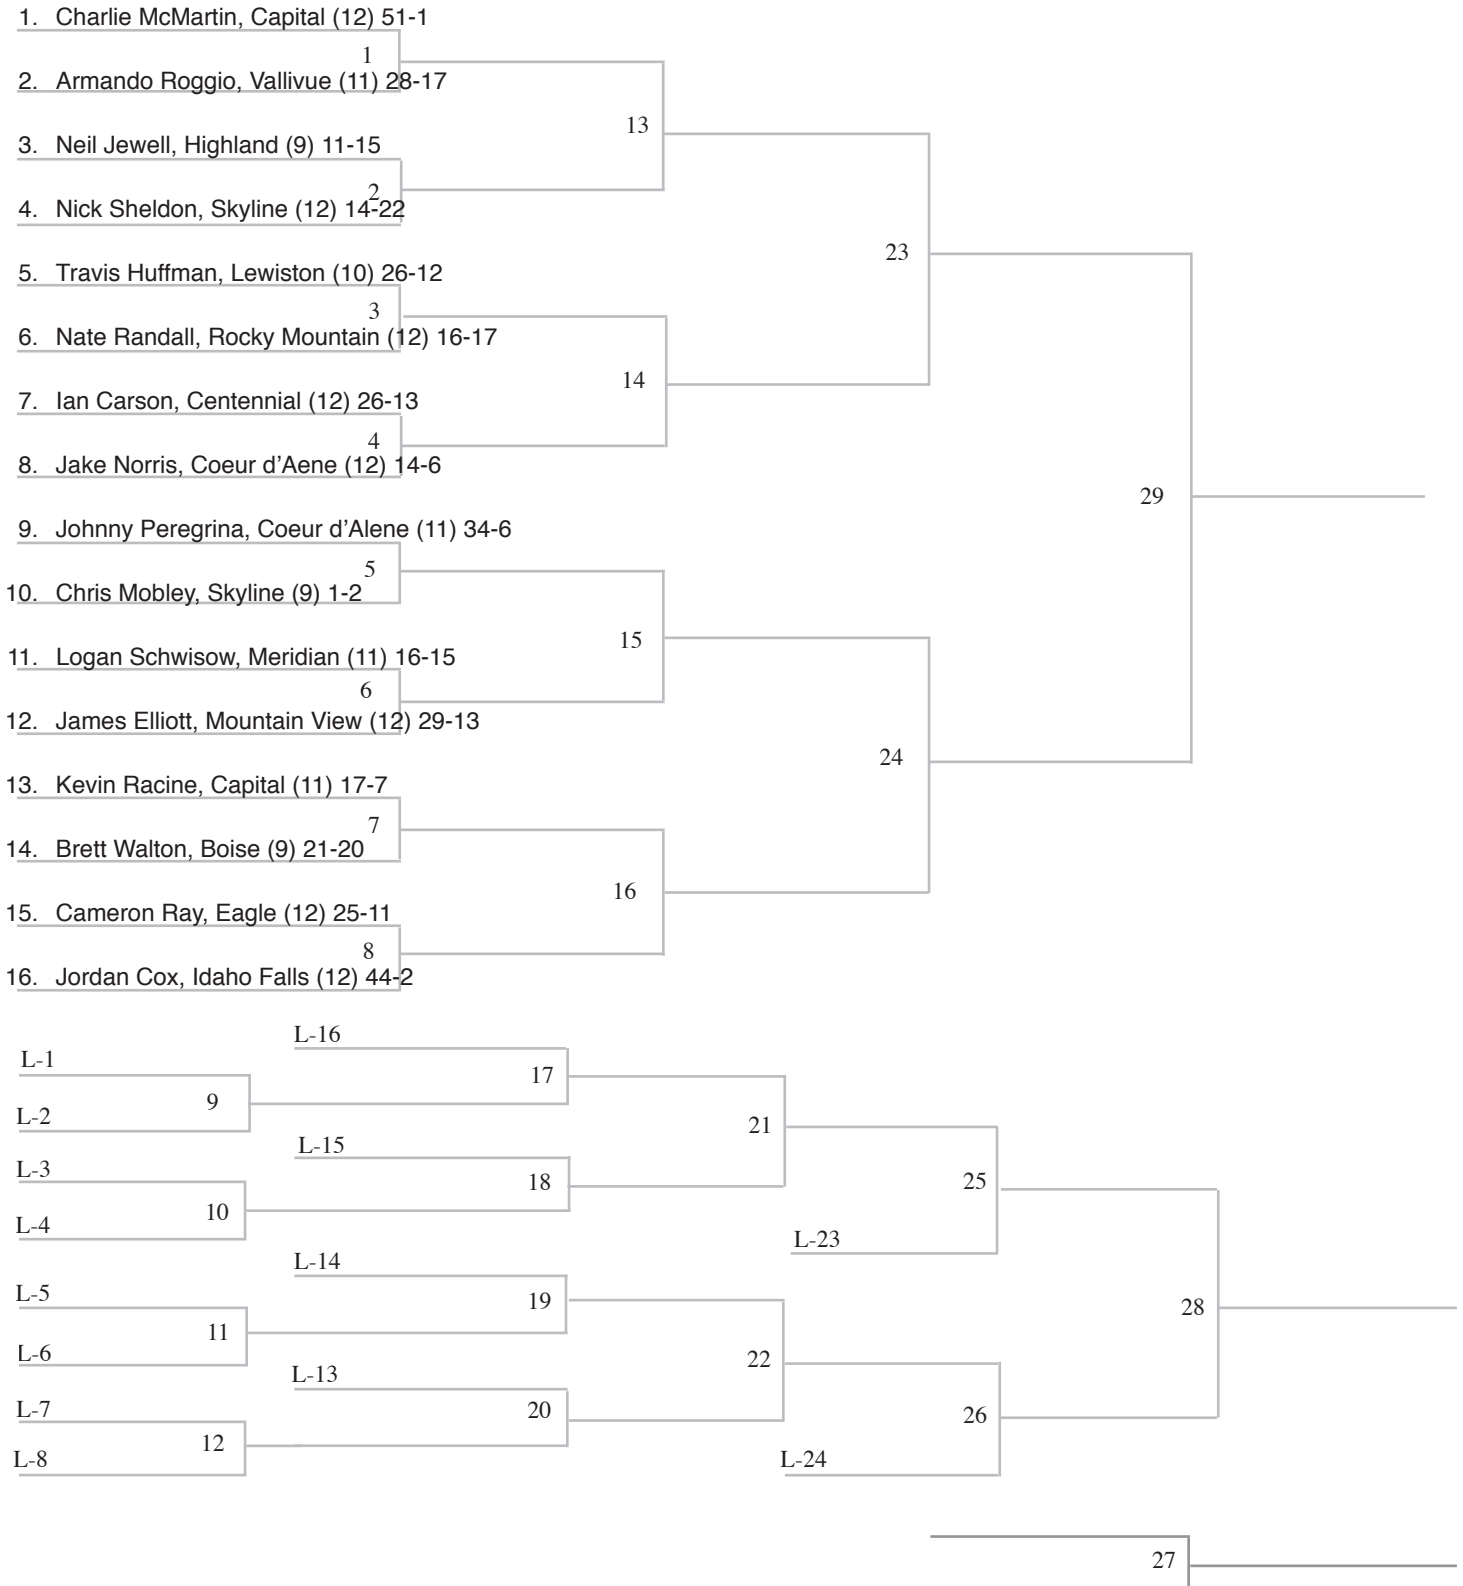 1. Charlie McMartin, Capital (12) 51-1
1
2. Armando Roggio, Vallivue (11) 28-17
13
3. Neil Jewell, Highland (9) 11-15
2
4. Nick Sheldon, Skyline (12) 14-22
23
5. Travis Huffman, Lewiston (10) 26-12
3
6. Nate Randall, Rocky Mountain (12) 16-17
14
7. Ian Carson, Centennial (12) 26-13
4
8. Jake Norris, Coeur d’Aene (12) 14-6
29
9. Johnny Peregrina, Coeur d’Alene (11) 34-6
5
10. Chris Mobley, Skyline (9) 1-2
15
11. Logan Schwisow, Meridian (11) 16-15
6
12. James Elliott, Mountain View (12) 29-13
24
13. Kevin Racine, Capital (11) 17-7
7
14. Brett Walton, Boise (9) 21-20
16
15. Cameron Ray, Eagle (12) 25-11
8
16. Jordan Cox, Idaho Falls (12) 44-2
L-16
L-1
17
9
L-2
21
L-15
L-3
18
25
10
L-4
L-23
L-14
L-5
19
28
11
L-6
22
L-13
L-7
20
26
12
L-8
L-24
27